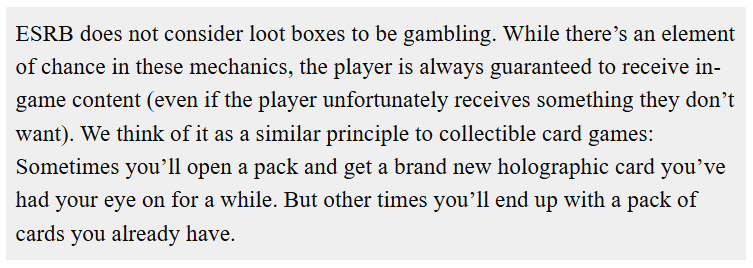 ESRB does not consider loot boxes to be gambling. While there’s an element
of chance in these mechanics, the player is always guaranteed to receive in-
game content (even if the player unfortunately receives something they don’t
want). We think of it as a similar principle to collectible card games:
Sometimes you’ll open a pack and get a brand new holographic card you’ve
had your eye on for a while. But other times you’ll end up with a pack of
cards you already have.